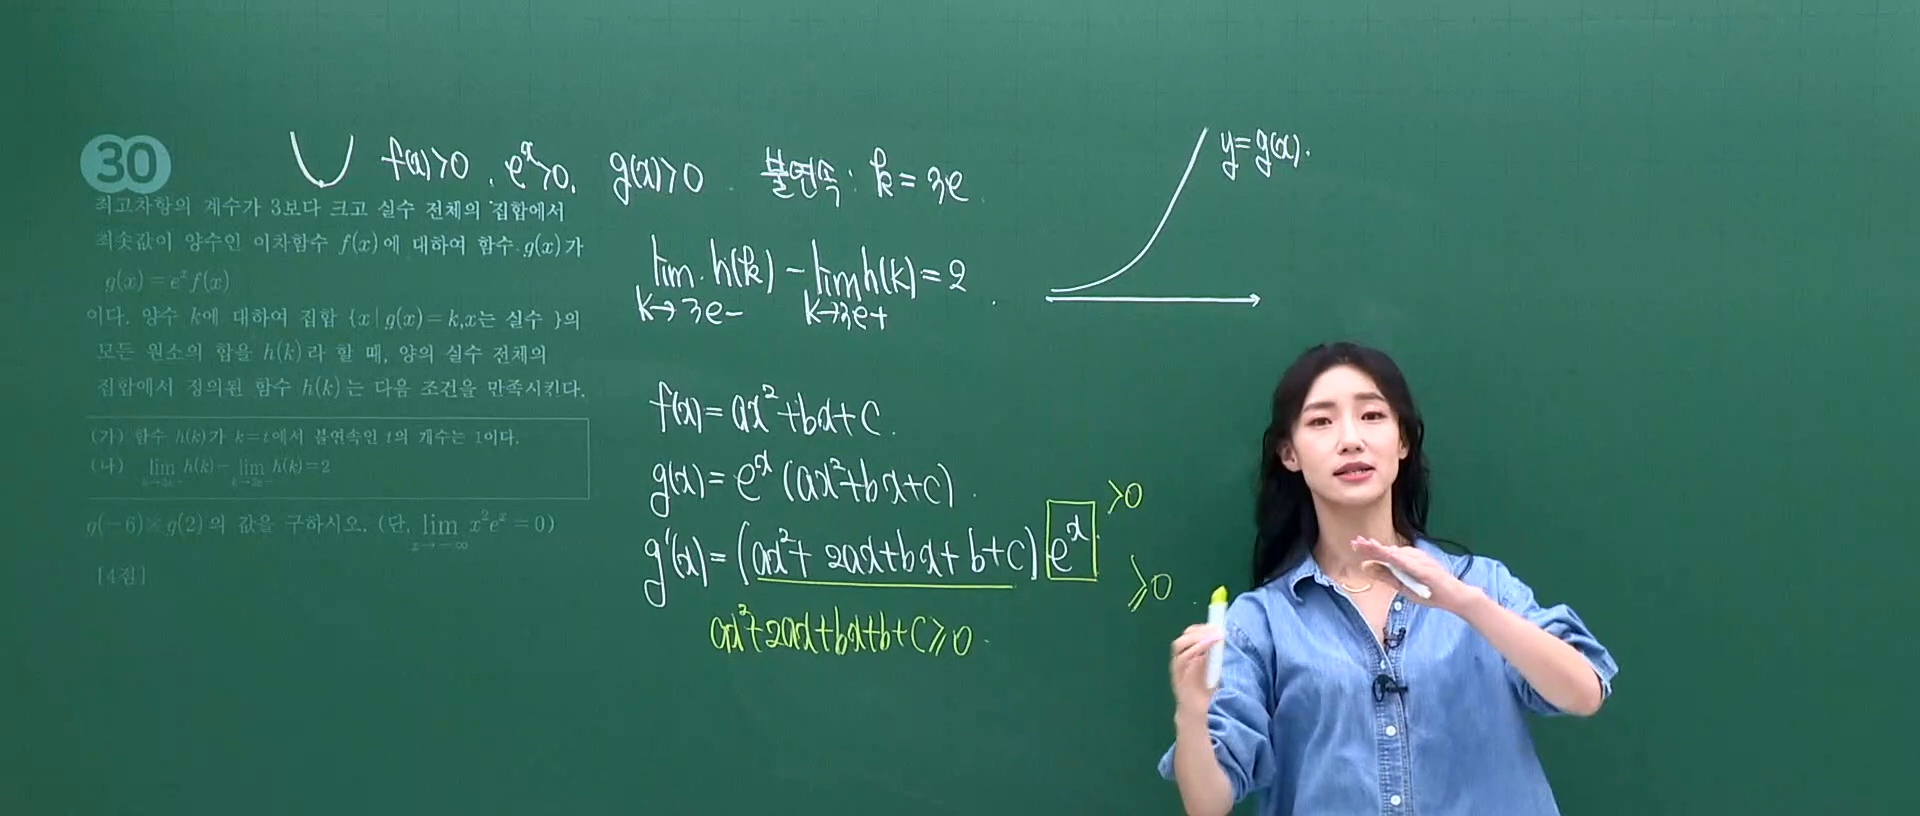 30
최고차항의 계수가 3보다 크고 실수 전체의 집합에서
최솟값이 양수인 이차함수 f(x)에 대하여 함수 g(x)가
g(x) = e^x f(x)
이다. 양수 k에 대하여 집합 {x | g(x) = k, x는 실수 }의
모든 원소의 합을 h(k)라 할 때, 양의 실수 전체의
집합에서 정의된 함수 h(k)는 다음 조건을 만족시킨다.
(가) 함수 h(k)가 k=t에서 불연속인 t의 개수는 1이다.
(나) lim h(k) − lim h(k) = 2
g(−6)×g(2)의 값을 구하시오. (단, lim x→−∞ x²e^x = 0)
[4점]
f(x)>0, e^x>0, g(x)>0 불연속: k = 3e
lim k→3e− h(k) − lim k→3e+ h(k) = 2
y=g(x).
f(x) = ax²+bx+c.
g(x) = e^x (ax²+bx+c).
g'(x) = (ax²+2ax+bx+b+c) e^x >0
≥0
ax²+2ax+bx+b+c≥0